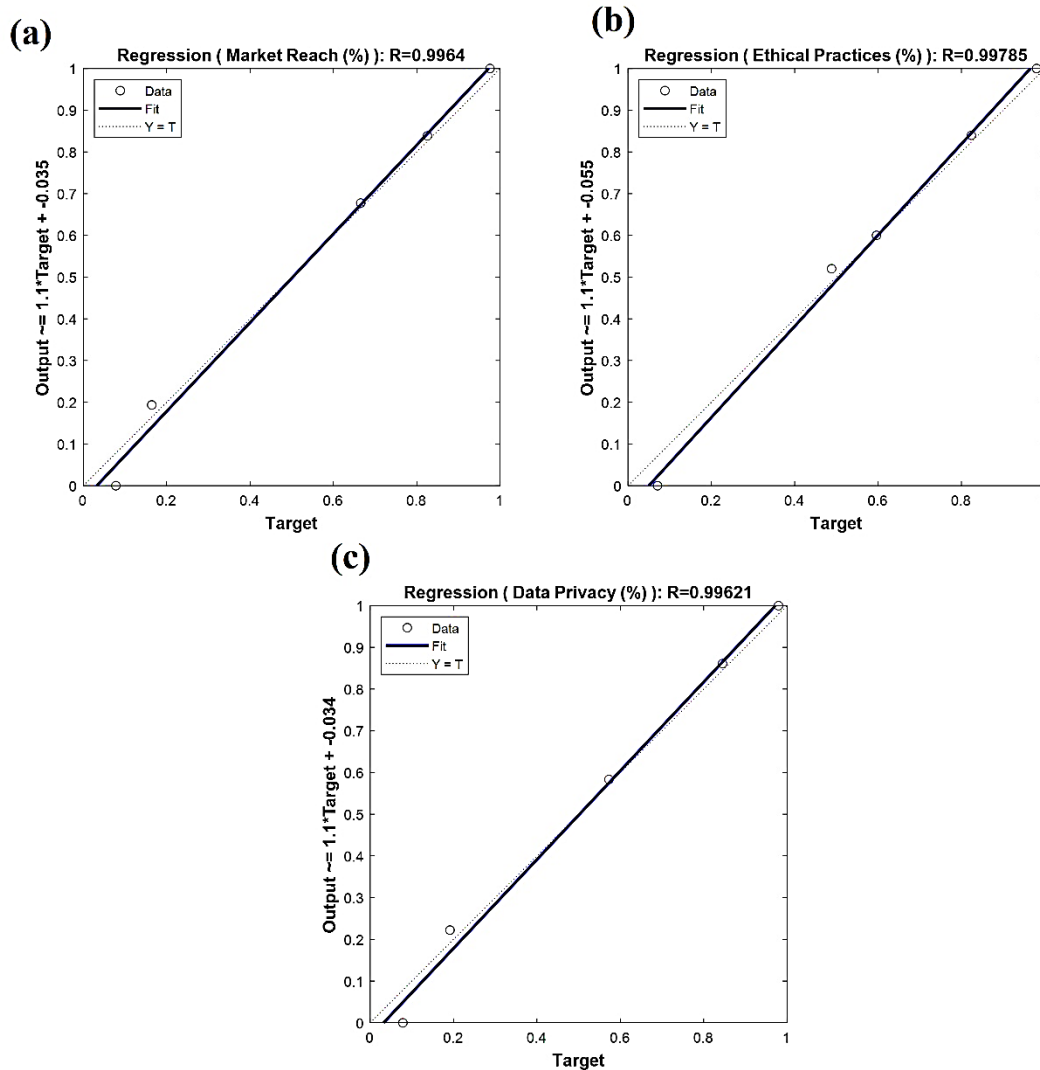 (a)
Regression ( Market Reach (%) ): R=0.9964
Data
Fit
Y = T
Output ~= 1.1*Target + -0.035
1
0.9
0.8
0.7
0.6
0.5
0.4
0.3
0.2
0.1
0
0 0.2 0.4 0.6 0.8 1
Target
(b)
Regression ( Ethical Practices (%) ): R=0.99785
Data
Fit
Y = T
Output ~= 1.1*Target + -0.055
1
0.9
0.8
0.7
0.6
0.5
0.4
0.3
0.2
0.1
0
0 0.2 0.4 0.6 0.8
Target
(c)
Regression ( Data Privacy (%) ): R=0.99621
Data
Fit
Y = T
Output ~= 1.1*Target + -0.034
1
0.9
0.8
0.7
0.6
0.5
0.4
0.3
0.2
0.1
0
0 0.2 0.4 0.6 0.8 1
Target